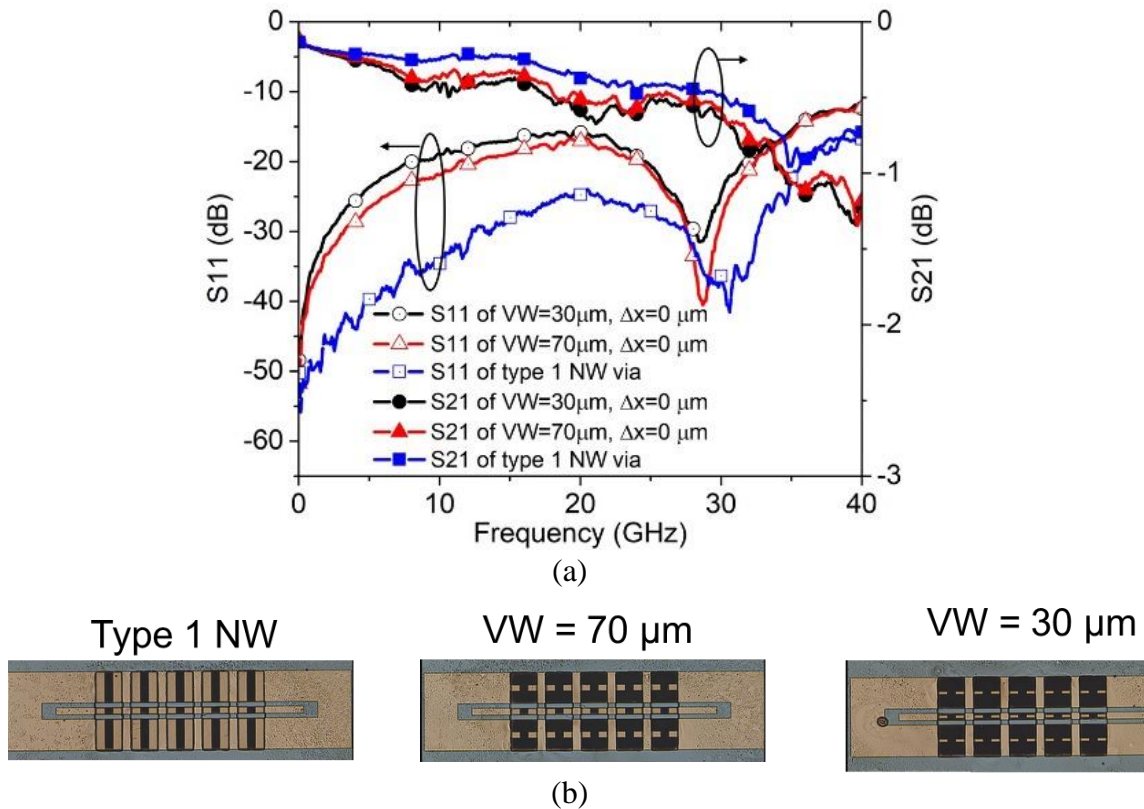 0
-10
-20
-30
-40
-50
-60
S11 (dB)
0
-1
-2
-3
S21 (dB)
S11 of VW=30μm, Δx=0 μm
S11 of VW=70μm, Δx=0 μm
S11 of type 1 NW via
S21 of VW=30μm, Δx=0 μm
S21 of VW=70μm, Δx=0 μm
S21 of type 1 NW via
0 10 20 30 40
Frequency (GHz)
(a)
Type 1 NW
VW = 70 μm
VW = 30 μm
(b)